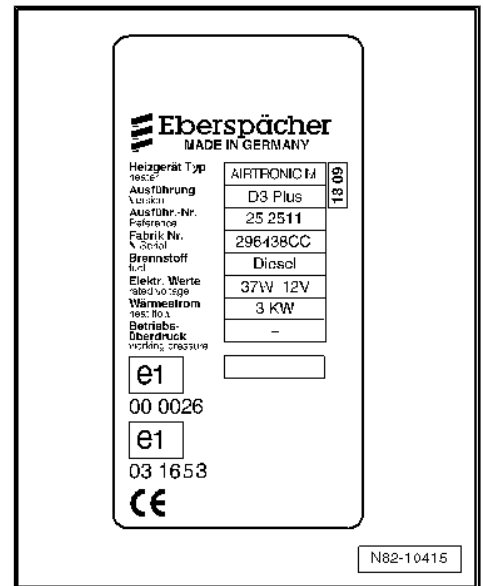 Eberspächer
MADE IN GERMANY
Heizgerät Typ
heater
AIRTRONIC M
18 09
Ausführung
version
D3 Plus
Ausführ.-Nr.
Reference
25 2511
Fabrik Nr.
296438CC
Brennstoff
fuel
Diesel
Elektr. Werte
rated voltage
37W 12V
Wärmestrom
heat flow
3 KW
Betriebs-
überdruck
working pressure
–
e1
00 0026
e1
03 1653
CE
N82-10415